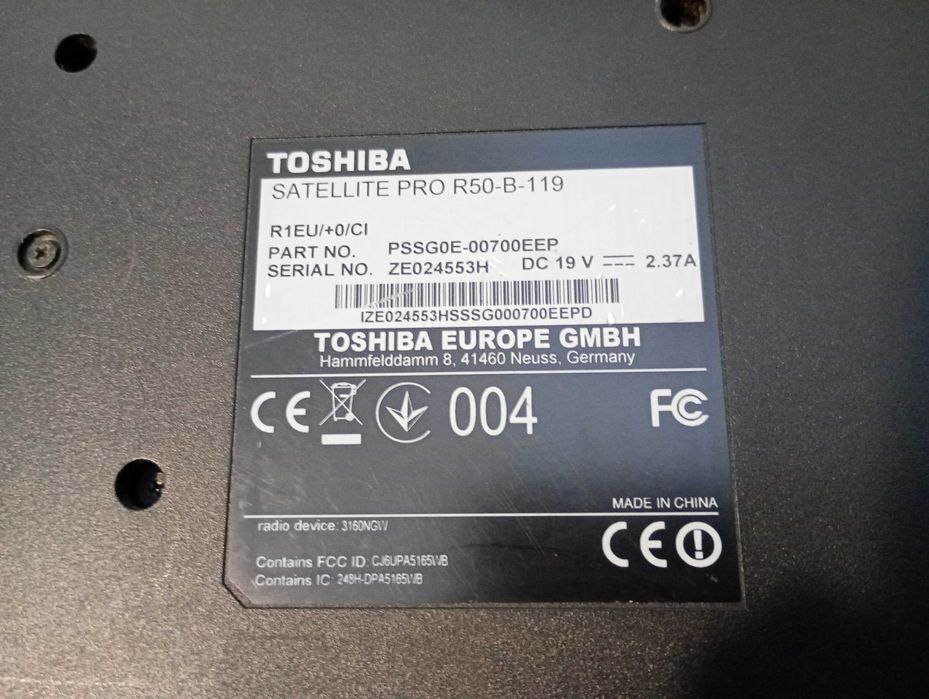 TOSHIBA
SATELLITE PRO R50-B-119
R1EU/+0/CI
PART NO. PSSG0E-00700EEP
SERIAL NO. ZE024553H DC 19 V 2.37A
IZE024553HSSSG000700EEPD
TOSHIBA EUROPE GMBH
Hammfelddamm 8, 41460 Neuss, Germany
CE 004 FC
MADE IN CHINA
radio device: 3160NGW
CE
Contains FCC ID: CJ6UPA5165WB
Contains IC: 248H-DPA5165WB